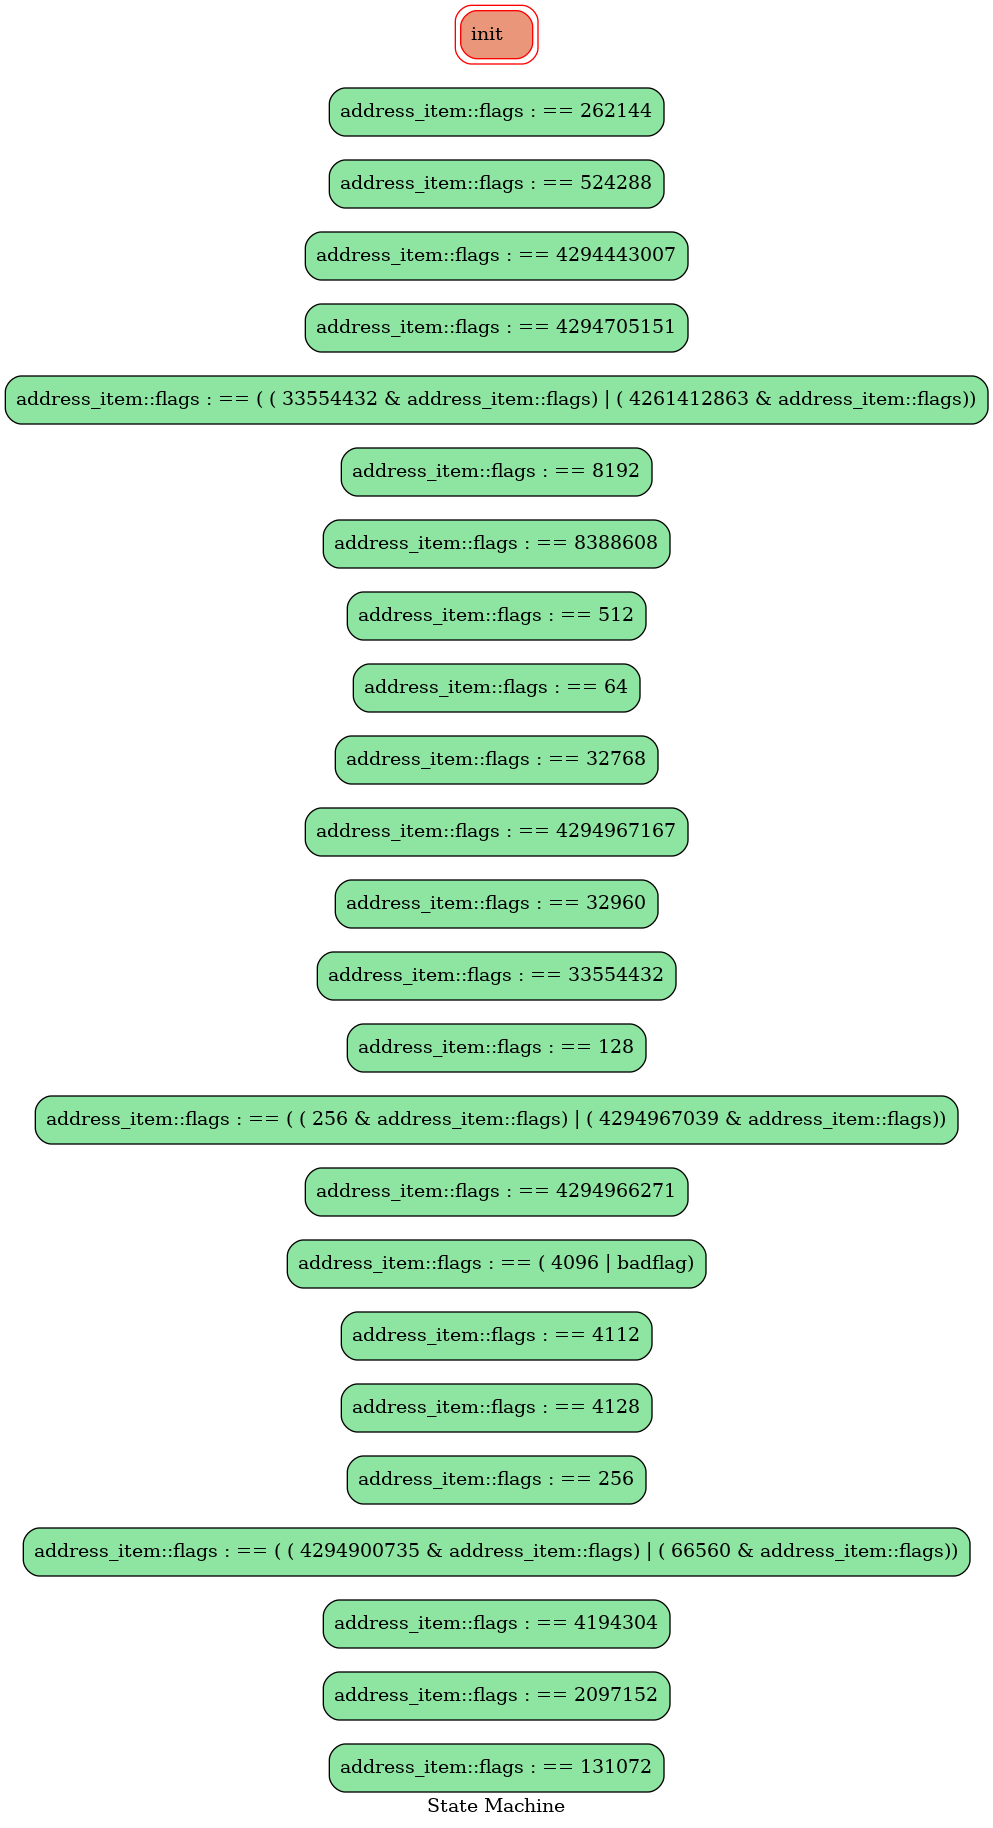 init
address_item::flags : == 262144
address_item::flags : == 524288
address_item::flags : == 4294443007
address_item::flags : == 4294705151
address_item::flags : == ( ( 33554432 & address_item::flags) | ( 4261412863 & address_item::flags))
address_item::flags : == 8192
address_item::flags : == 8388608
address_item::flags : == 512
address_item::flags : == 64
address_item::flags : == 32768
address_item::flags : == 4294967167
address_item::flags : == 32960
address_item::flags : == 33554432
address_item::flags : == 128
address_item::flags : == ( ( 256 & address_item::flags) | ( 4294967039 & address_item::flags))
address_item::flags : == 4294966271
address_item::flags : == ( 4096 | badflag)
address_item::flags : == 4112
address_item::flags : == 4128
address_item::flags : == 256
address_item::flags : == ( ( 4294900735 & address_item::flags) | ( 66560 & address_item::flags))
address_item::flags : == 4194304
address_item::flags : == 2097152
address_item::flags : == 131072
State Machine